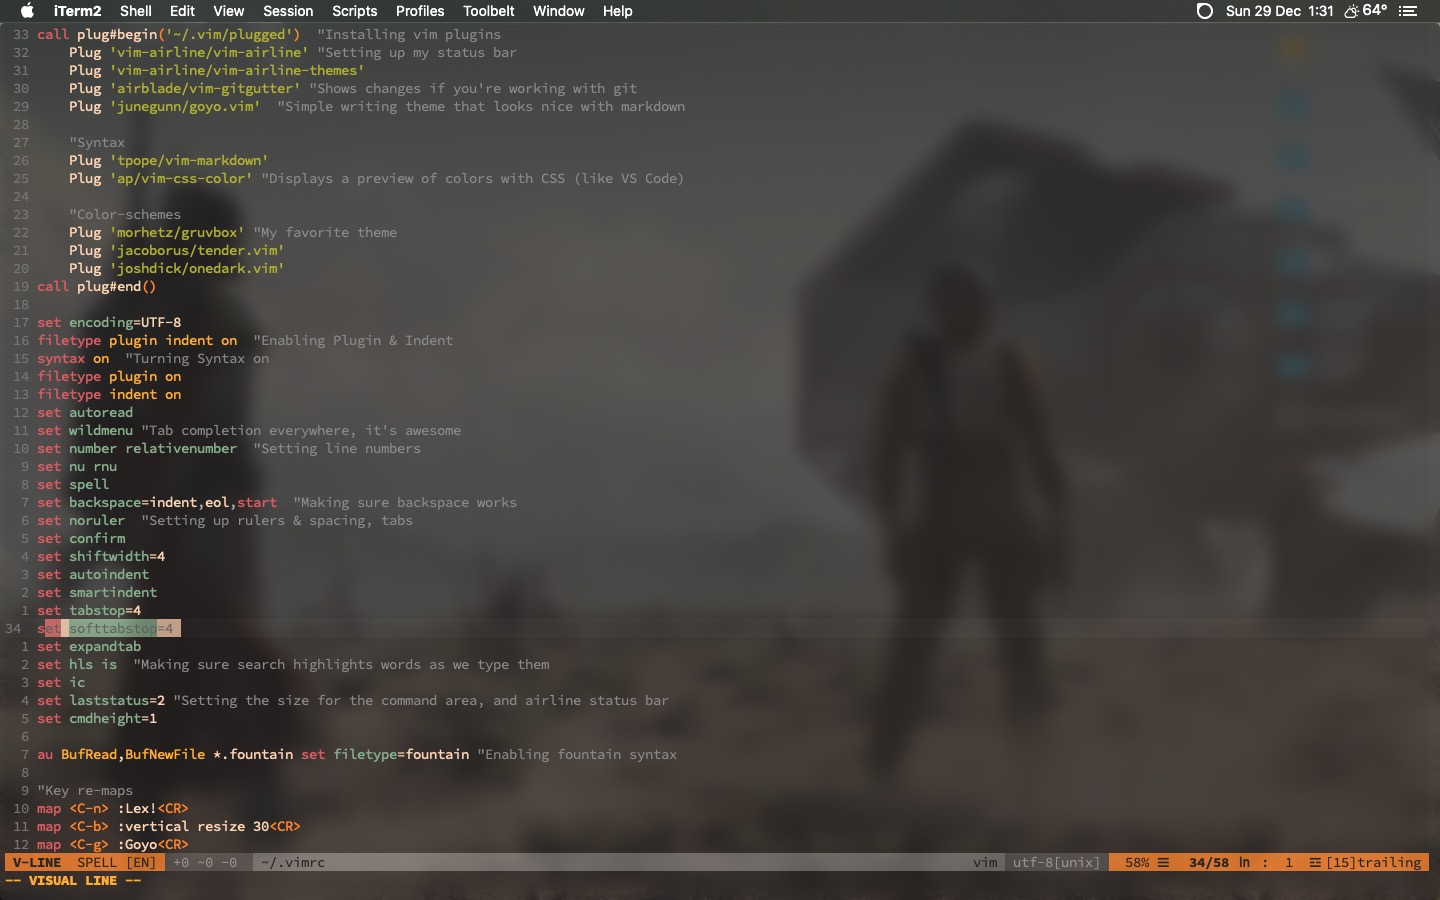 iTerm2 Shell Edit View Session Scripts Profiles Toolbelt Window Help Sun 29 Dec 1:31 64°
33 call plug#begin('~/.vim/plugged')  "Installing vim plugins
32     Plug 'vim-airline/vim-airline' "Setting up my status bar
31     Plug 'vim-airline/vim-airline-themes'
30     Plug 'airblade/vim-gitgutter' "Shows changes if you're working with git
29     Plug 'junegunn/goyo.vim'  "Simple writing theme that looks nice with markdown
28
27     "Syntax
26     Plug 'tpope/vim-markdown'
25     Plug 'ap/vim-css-color' "Displays a preview of colors with CSS (like VS Code)
24
23     "Color-schemes
22     Plug 'morhetz/gruvbox' "My favorite theme
21     Plug 'jacoborus/tender.vim'
20     Plug 'joshdick/onedark.vim'
19 call plug#end()
18
17 set encoding=UTF-8
16 filetype plugin indent on  "Enabling Plugin & Indent
15 syntax on  "Turning Syntax on
14 filetype plugin on
13 filetype indent on
12 set autoread
11 set wildmenu "Tab completion everywhere, it's awesome
10 set number relativenumber  "Setting line numbers
9 set nu rnu
8 set spell
7 set backspace=indent,eol,start  "Making sure backspace works
6 set noruler  "Setting up rulers & spacing, tabs
5 set confirm
4 set shiftwidth=4
3 set autoindent
2 set smartindent
1 set tabstop=4
34 set softtabstop=4
1 set expandtab
2 set hls is  "Making sure search highlights words as we type them
3 set ic
4 set laststatus=2 "Setting the size for the command area, and airline status bar
5 set cmdheight=1
6
7 au BufRead,BufNewFile *.fountain set filetype=fountain "Enabling fountain syntax
8
9 "Key re-maps
10 map <C-n> :Lex!<CR>
11 map <C-b> :vertical resize 30<CR>
12 map <C-g> :Goyo<CR>
V-LINE SPELL [EN] +0 ~0 -0 ~/.vimrc vim utf-8[unix] 58% ☰ 34/58 ln : 1 ☲ [15]trailing
-- VISUAL LINE --